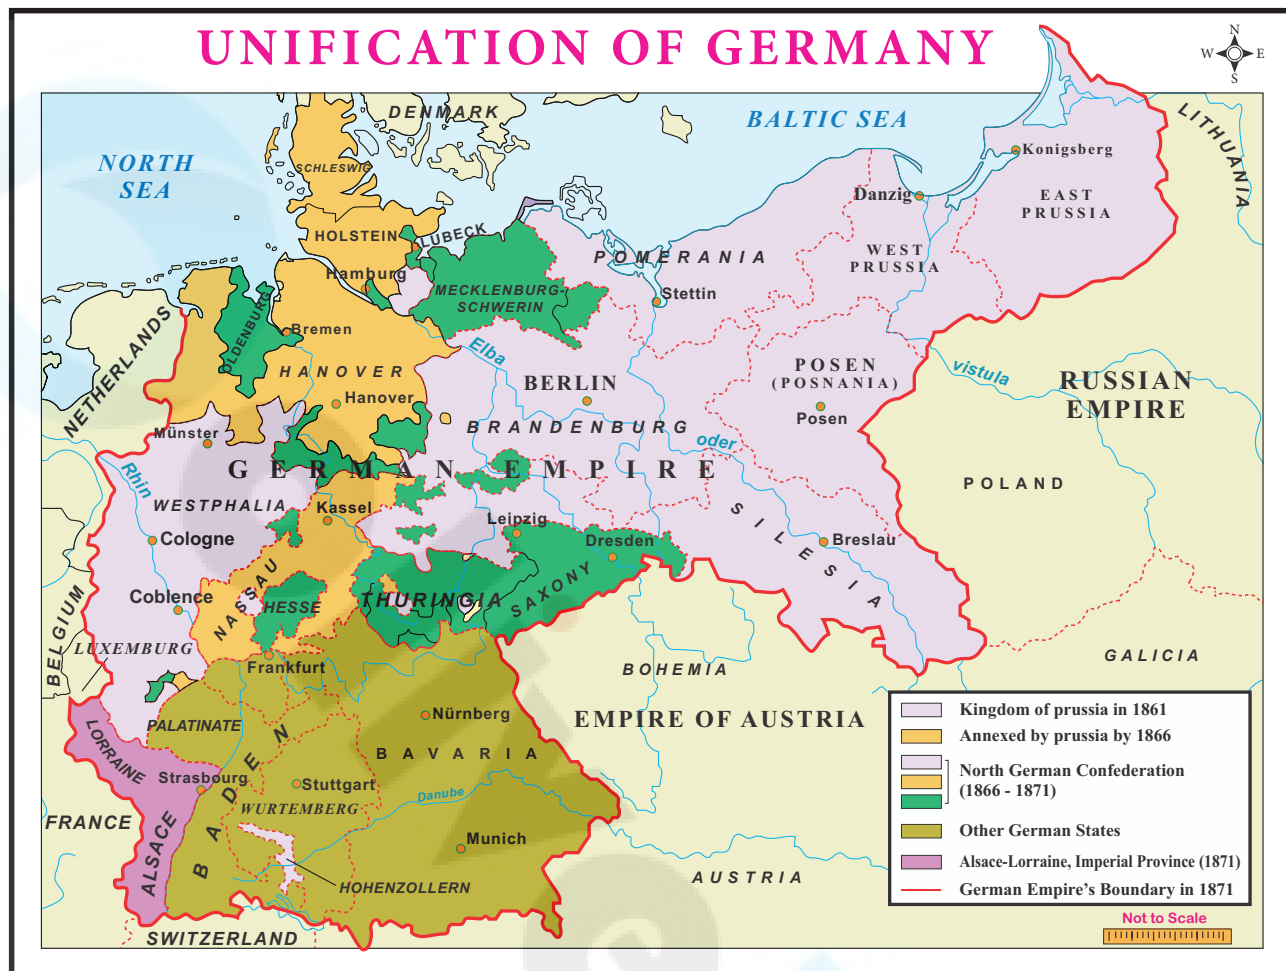 UNIFICATION OF GERMANY
N
W
E
S
DENMARK
BALTIC SEA
LITHUANIA
NORTH
SEA
SCHLESWIG
Konigsberg
Danzig
EAST
PRUSSIA
HOLSTEIN
LUBECK
POMERANIA
WEST
PRUSSIA
Hamburg
MECKLENBURG-
SCHWERIN
Stettin
NETHERLANDS
OLDENBURG
Bremen
Elba
HANOVER
BERLIN
POSEN
(POSNANIA)
vistula
RUSSIAN
EMPIRE
Hanover
Posen
Münster
BRANDENBURG
oder
GERMAN EMPIRE
Rhin
POLAND
WESTPHALIA
Kassel
Leipzig
SILESIA
Cologne
Dresden
Breslau
NASSAU
Coblence
HESSE
THURINGIA
SAXONY
BELGIUM
LUXEMBURG
Frankfurt
BOHEMIA
GALICIA
LORRAINE
PALATINATE
Nürnberg
EMPIRE OF AUSTRIA
BADEN
BAVARIA
Strasbourg
Stuttgart
WURTEMBERG
Danube
FRANCE
ALSACE
Munich
HOHENZOLLERN
AUSTRIA
SWITZERLAND
Kingdom of prussia in 1861
Annexed by prussia by 1866
North German Confederation
(1866 - 1871)
Other German States
Alsace-Lorraine, Imperial Province (1871)
German Empire's Boundary in 1871
Not to Scale